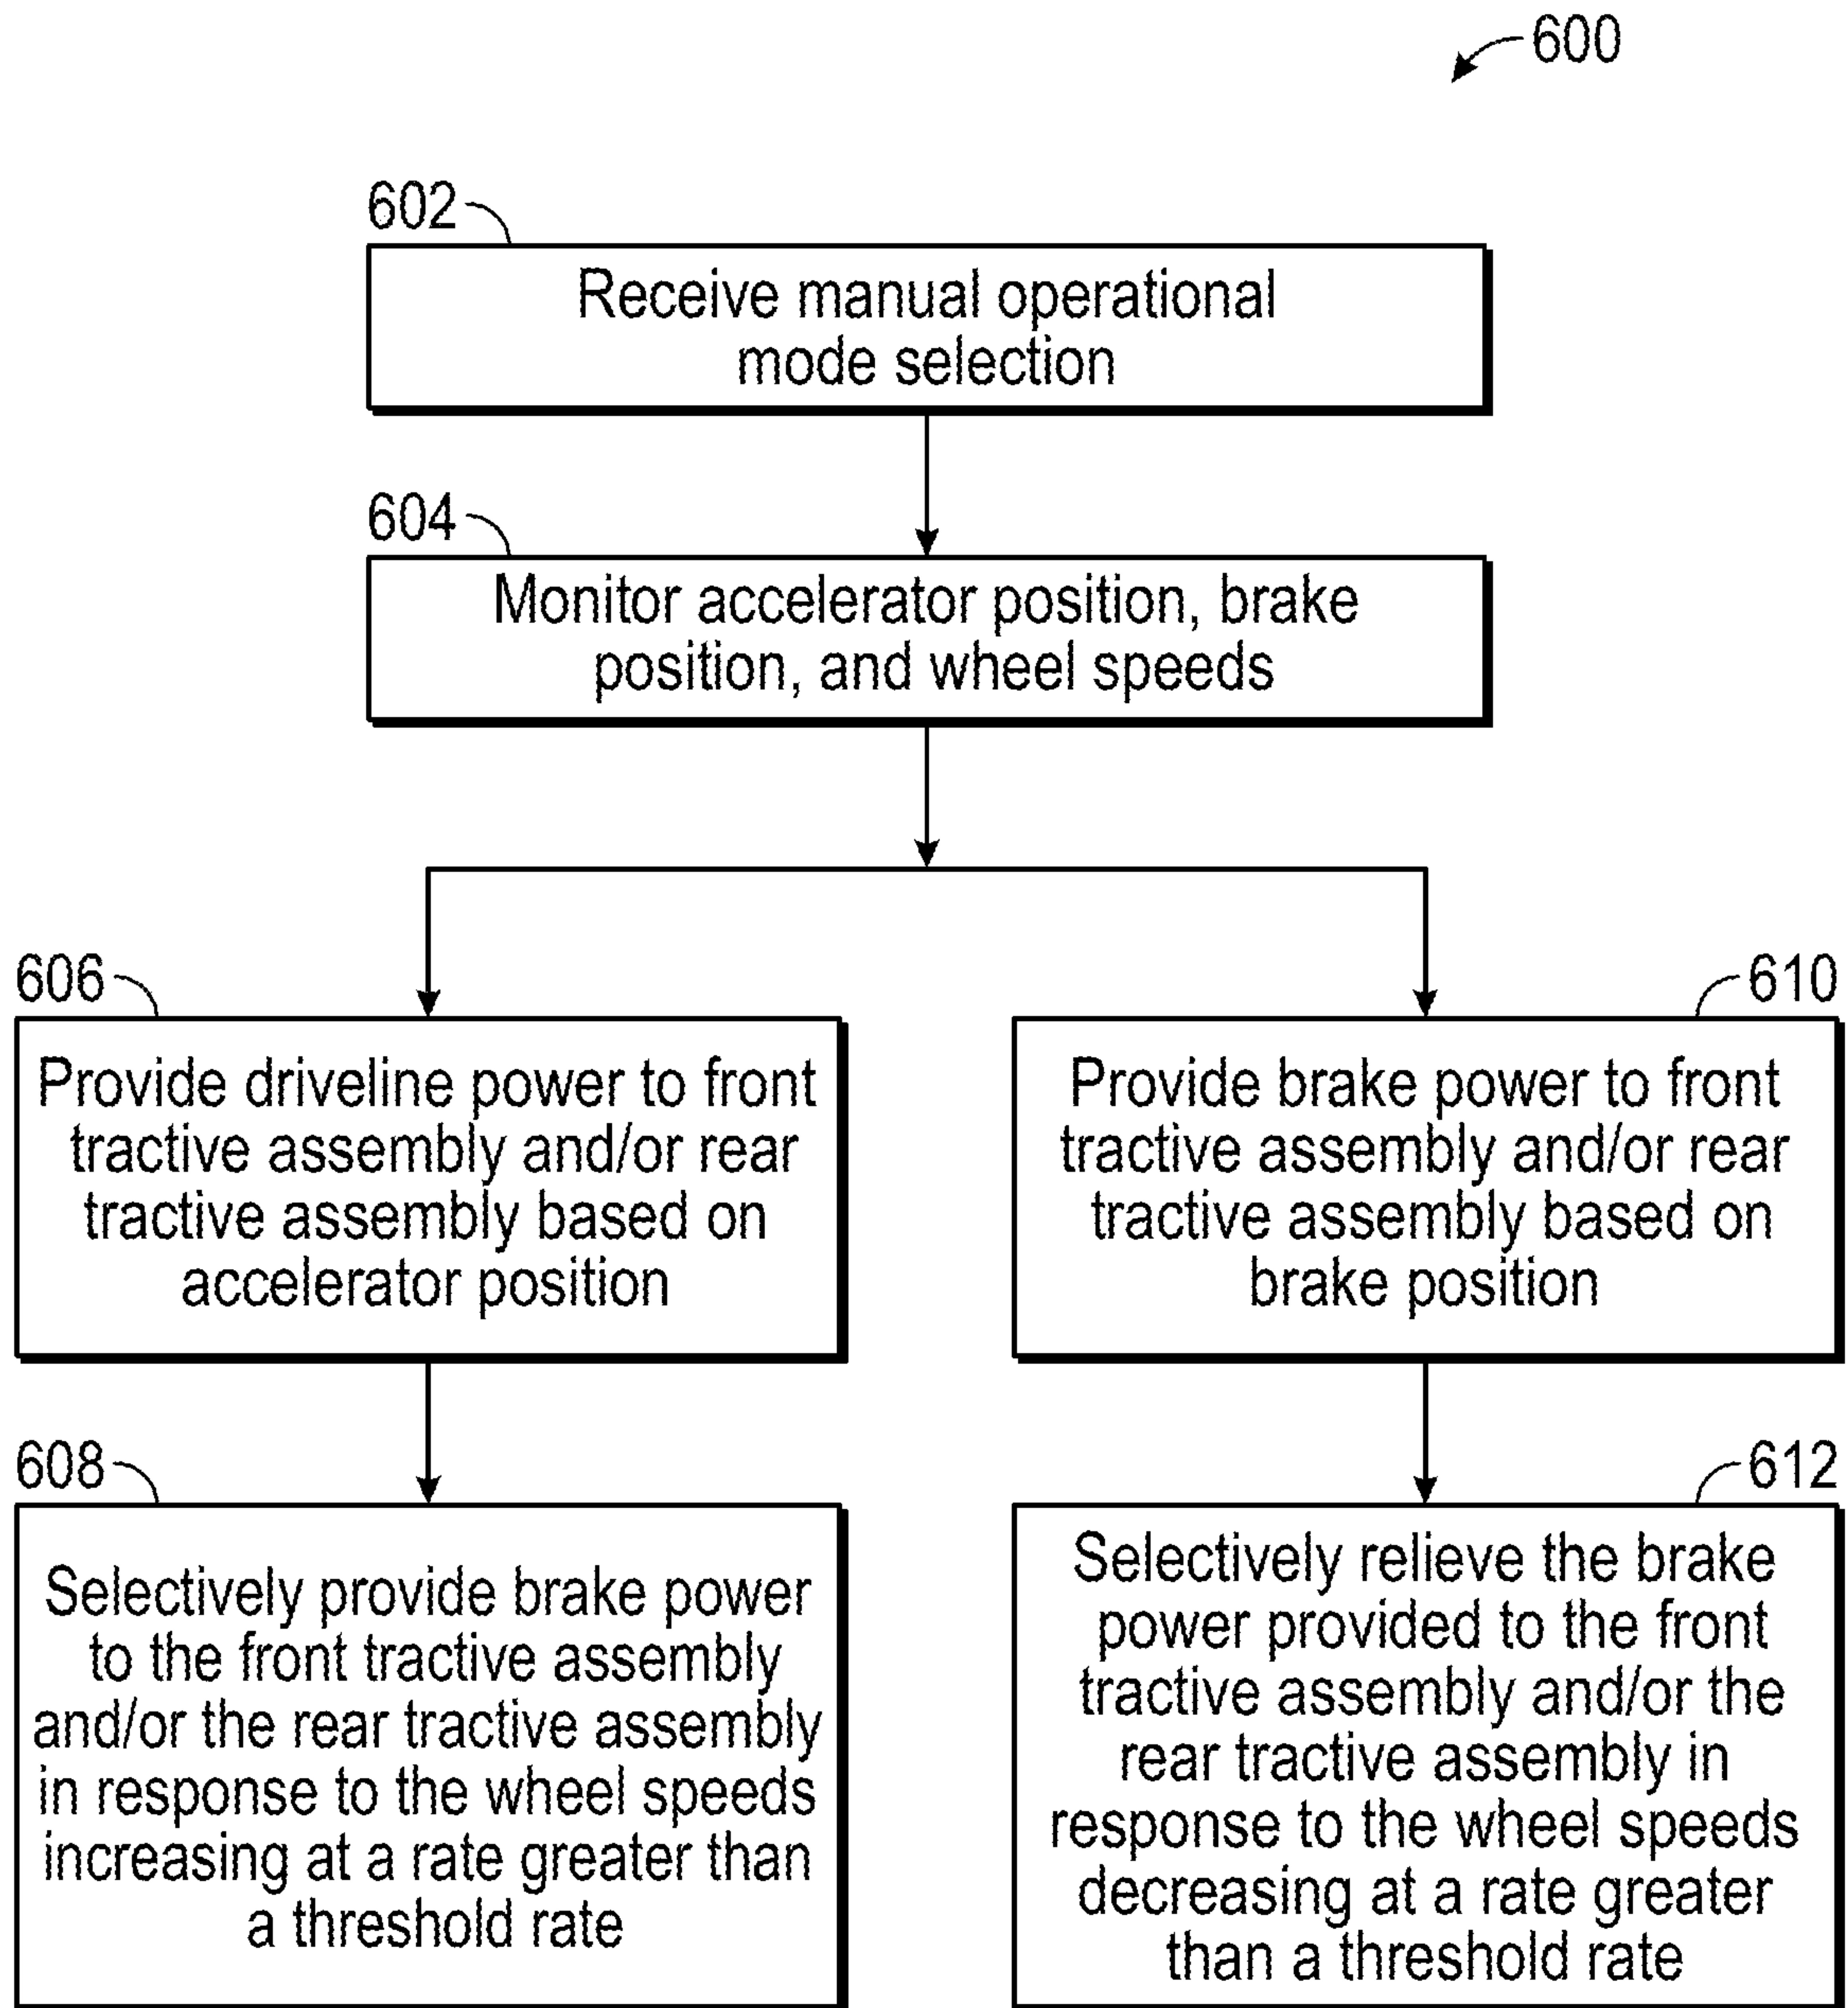 600
602
Receive manual operational
mode selection
604
Monitor accelerator position, brake
position, and wheel speeds
606
Provide driveline power to front
tractive assembly and/or rear
tractive assembly based on
accelerator position
610
Provide brake power to front
tractive assembly and/or rear
tractive assembly based on
brake position
608
Selectively provide brake power
to the front tractive assembly
and/or the rear tractive assembly
in response to the wheel speeds
increasing at a rate greater than
a threshold rate
612
Selectively relieve the brake
power provided to the front
tractive assembly and/or the
rear tractive assembly in
response to the wheel speeds
decreasing at a rate greater
than a threshold rate